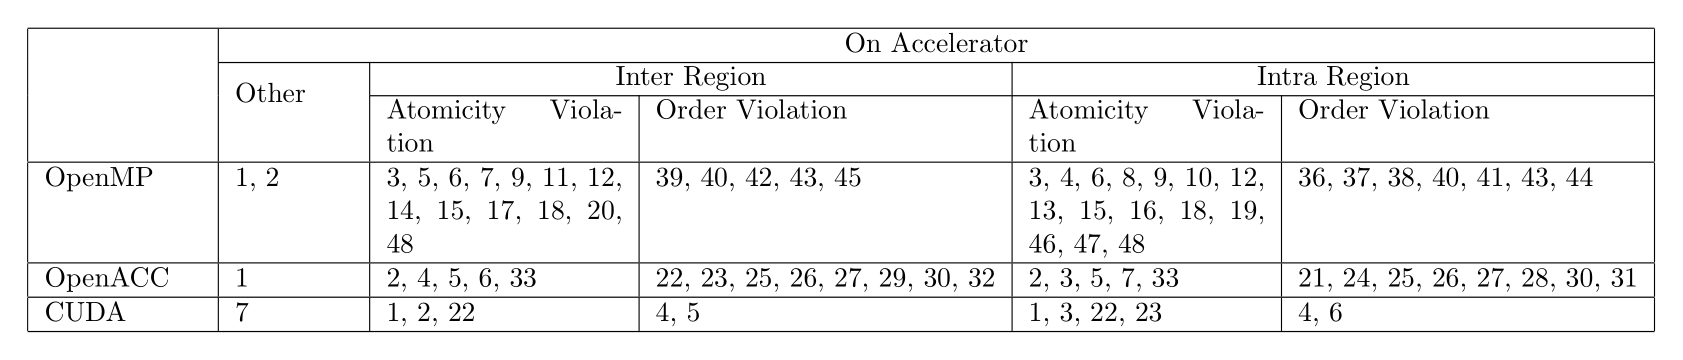 On Accelerator
Other
Inter Region
Intra Region
Atomicity Viola-
tion
Order Violation
Atomicity Viola-
tion
Order Violation
OpenMP
1, 2
3, 5, 6, 7, 9, 11, 12,
14, 15, 17, 18, 20,
48
39, 40, 42, 43, 45
3, 4, 6, 8, 9, 10, 12,
13, 15, 16, 18, 19,
46, 47, 48
36, 37, 38, 40, 41, 43, 44
OpenACC
1
2, 4, 5, 6, 33
22, 23, 25, 26, 27, 29, 30, 32
2, 3, 5, 7, 33
21, 24, 25, 26, 27, 28, 30, 31
CUDA
7
1, 2, 22
4, 5
1, 3, 22, 23
4, 6